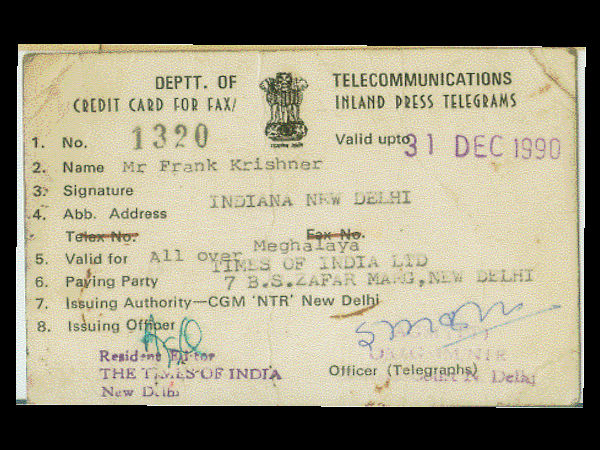 DEPTT. OF TELECOMMUNICATIONS
CREDIT CARD FOR FAX/ INLAND PRESS TELEGRAMS
1. No. 1320 Valid upto 31 DEC 1990
2. Name Mr Frank Krishner
3. Signature
INDIANA NEW DELHI
4. Abb. Address
Telex No. Fax No.
Meghalaya
5. Valid for All over
TIMES OF INDIA LTD
6. Paying Party 7 B.S.ZAFAR MARG, NEW DELHI
7. Issuing Authority—CGM 'NTR' New Delhi
8. Issuing Officer
Resident Editor
THE TIMES OF INDIA Officer (Telegraphs)
New Delhi N. Delhi